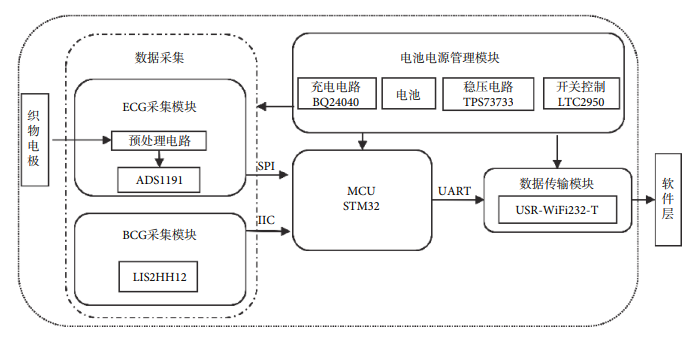 织物电极
数据采集
ECG采集模块
预处理电路
ADS1191
BCG采集模块
LIS2HH12
SPI
IIC
电池电源管理模块
充电电路
BQ24040
电池
稳压电路
TPS73733
开关控制
LTC2950
MCU
STM32
UART
数据传输模块
USR-WiFi232-T
软件层